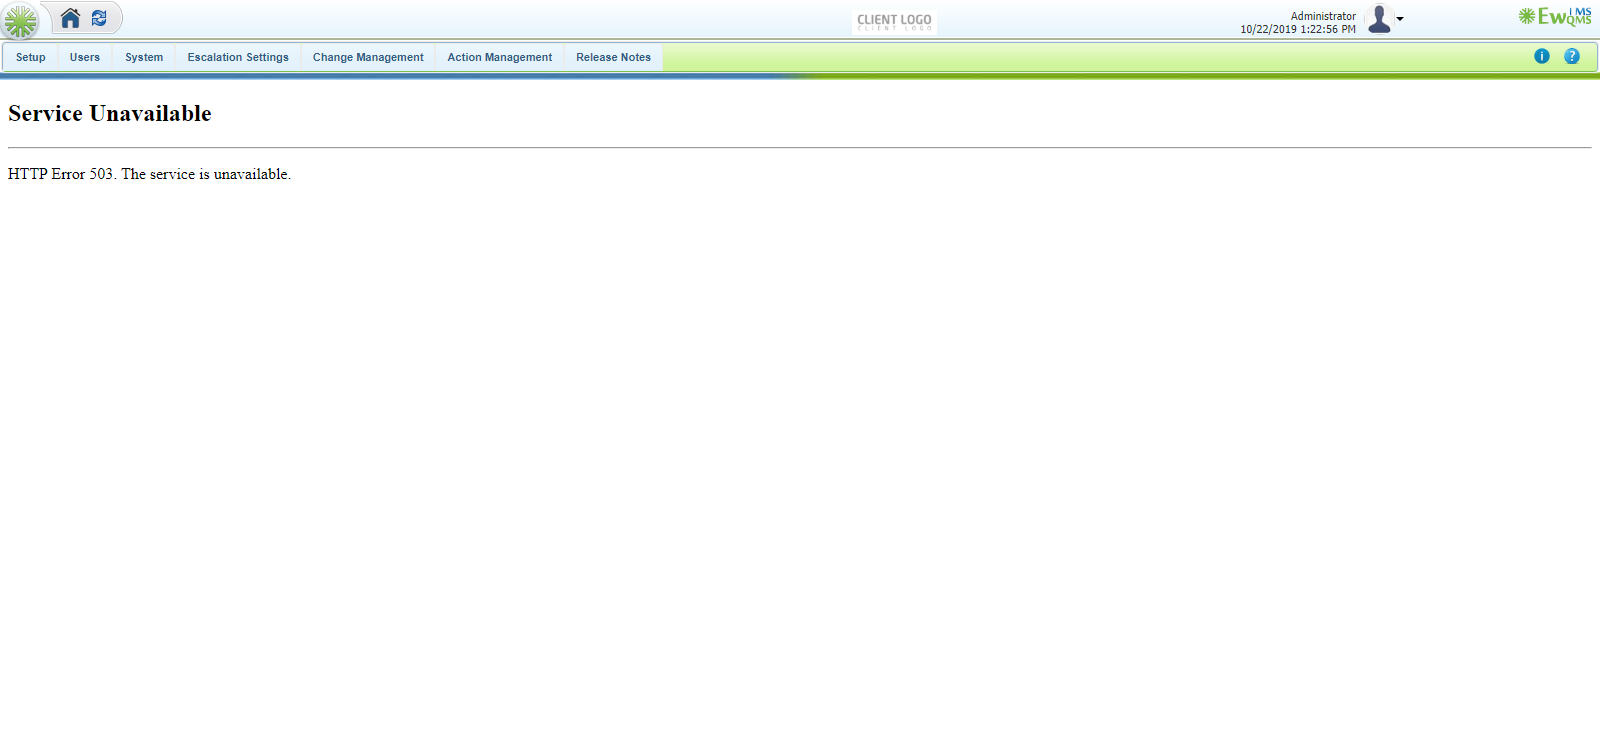 CLIENT LOGO
CLIENT LOGO
Administrator
10/22/2019 1:22:56 PM
Ew IMS
QMS
Setup Users System Escalation Settings Change Management Action Management Release Notes i ?
Service Unavailable
HTTP Error 503. The service is unavailable.